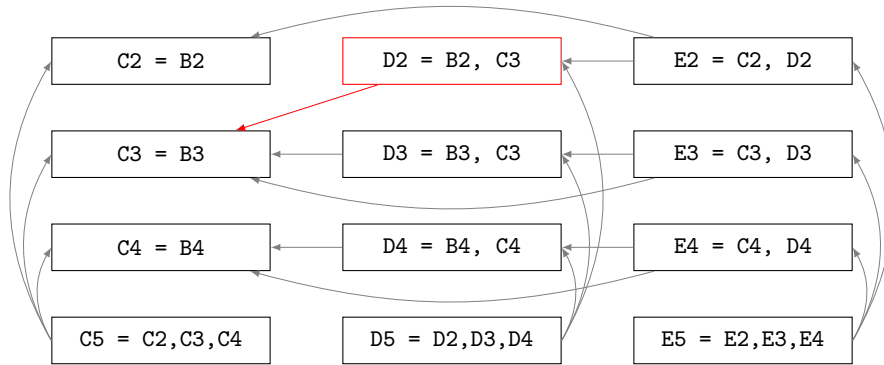 C2 = B2
D2 = B2, C3
E2 = C2, D2
C3 = B3
D3 = B3, C3
E3 = C3, D3
C4 = B4
D4 = B4, C4
E4 = C4, D4
C5 = C2,C3,C4
D5 = D2,D3,D4
E5 = E2,E3,E4